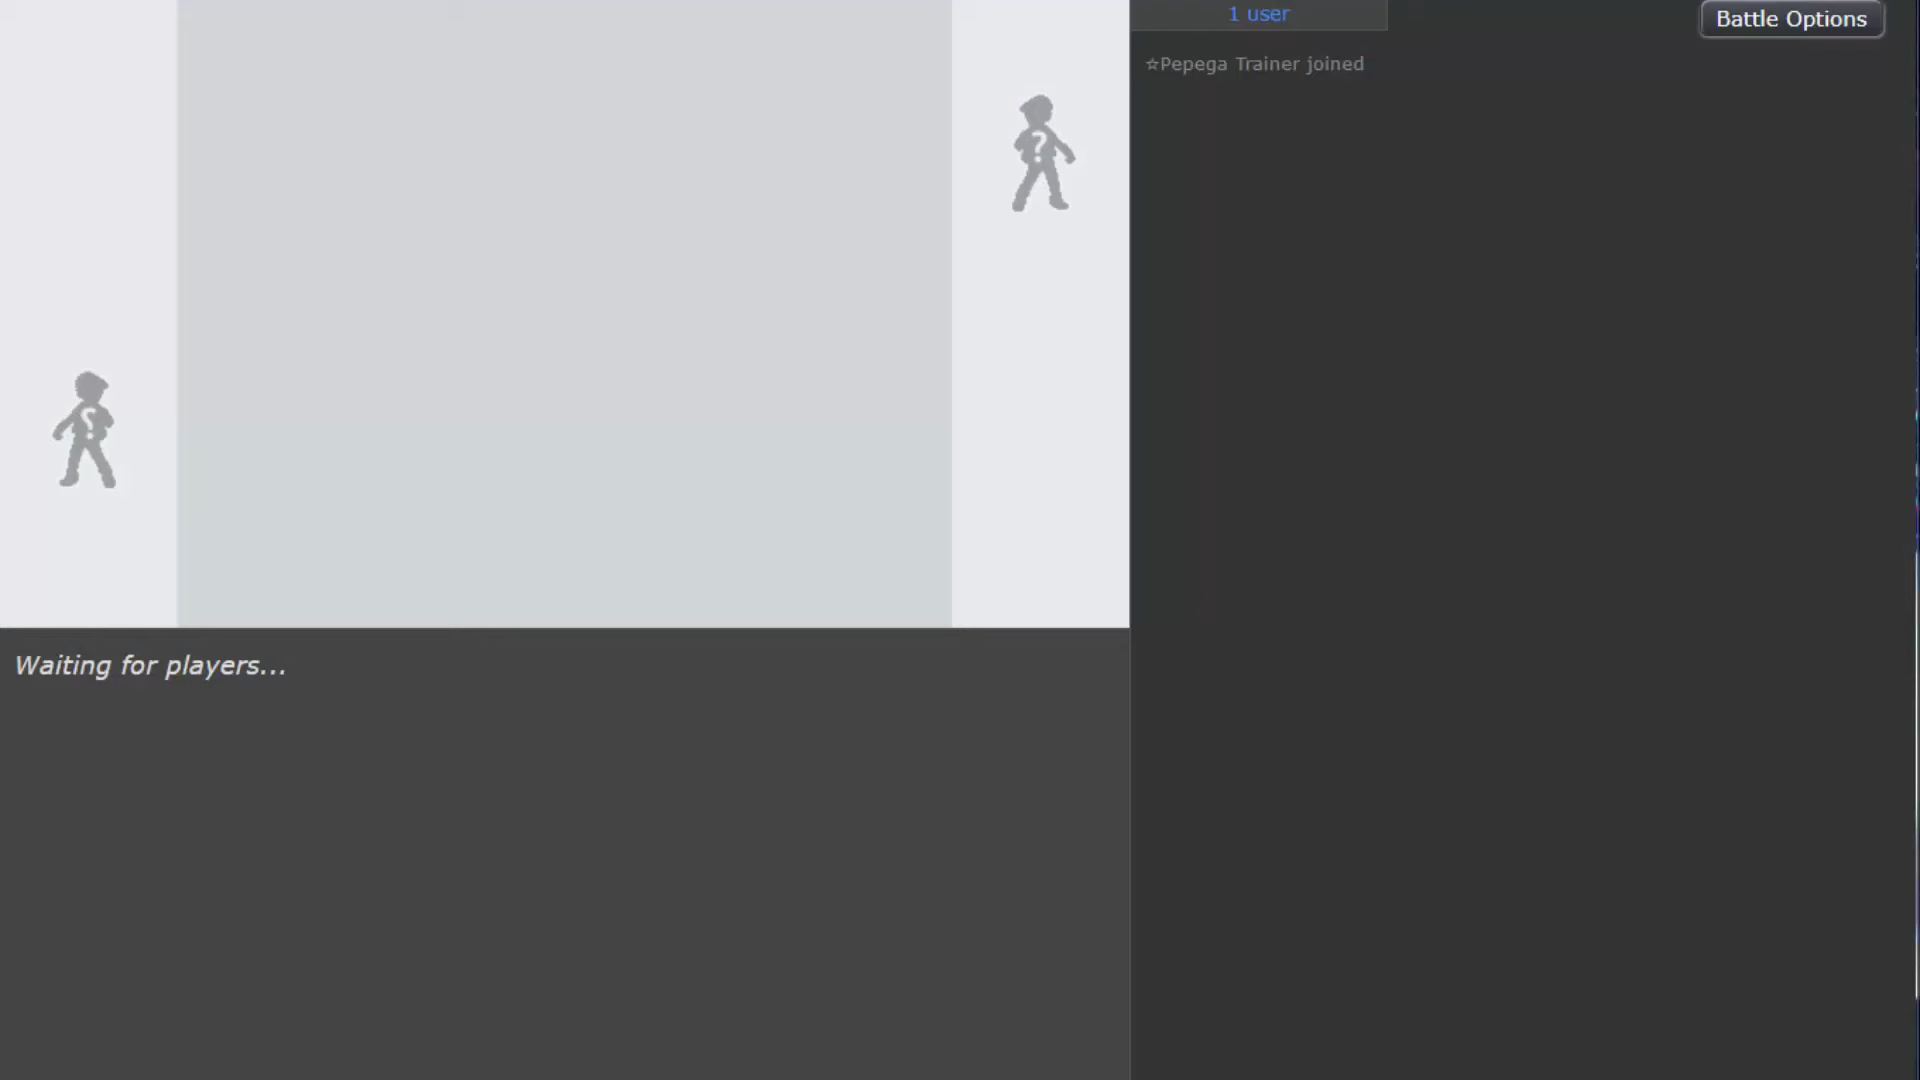 1 user
Battle Options
☆Pepega Trainer joined
?
?
Waiting for players...